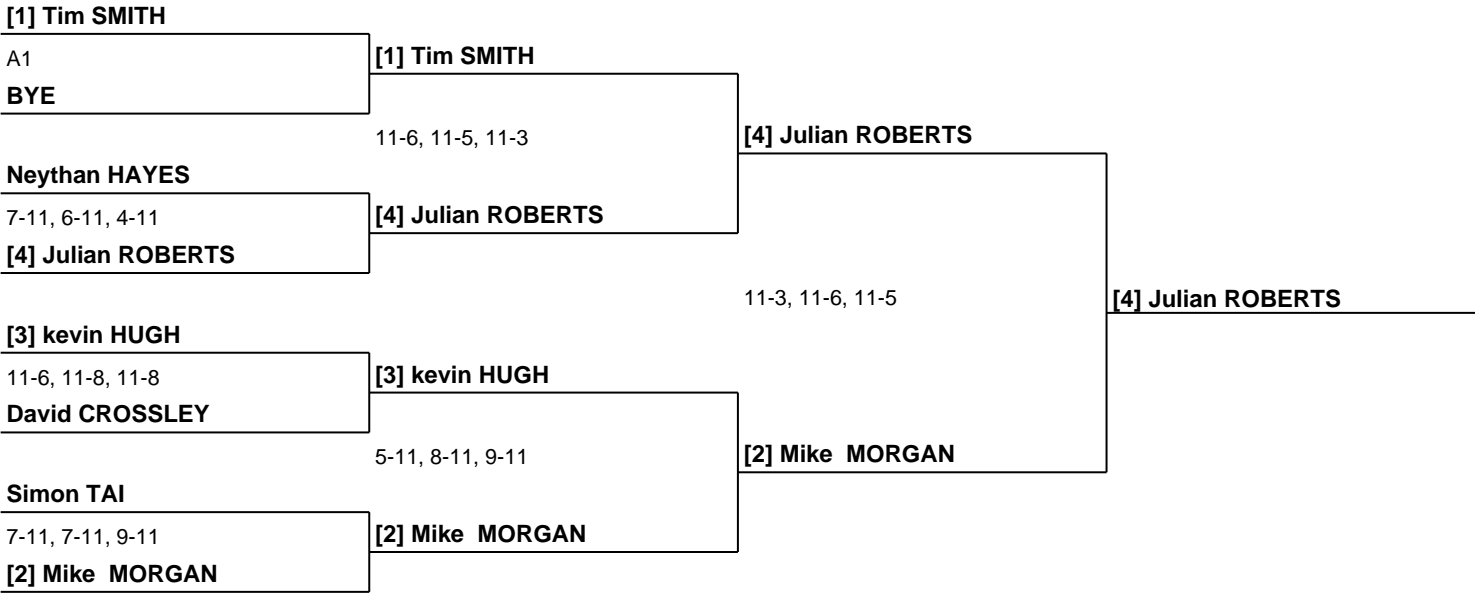 [1] Tim SMITH
A1
BYE
[1] Tim SMITH
11-6, 11-5, 11-3
Neythan HAYES
7-11, 6-11, 4-11
[4] Julian ROBERTS
[4] Julian ROBERTS
[4] Julian ROBERTS
11-3, 11-6, 11-5
[4] Julian ROBERTS
[3] kevin HUGH
11-6, 11-8, 11-8
David CROSSLEY
[3] kevin HUGH
5-11, 8-11, 9-11
[2] Mike  MORGAN
Simon TAI
7-11, 7-11, 9-11
[2] Mike  MORGAN
[2] Mike  MORGAN